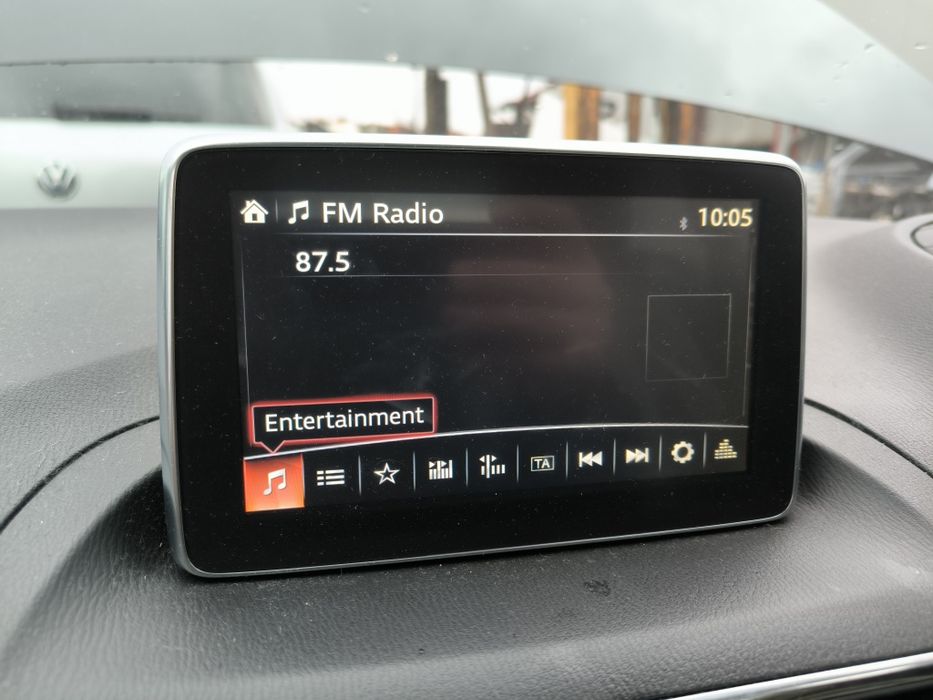 FM Radio
10:05
87.5
Entertainment
TA